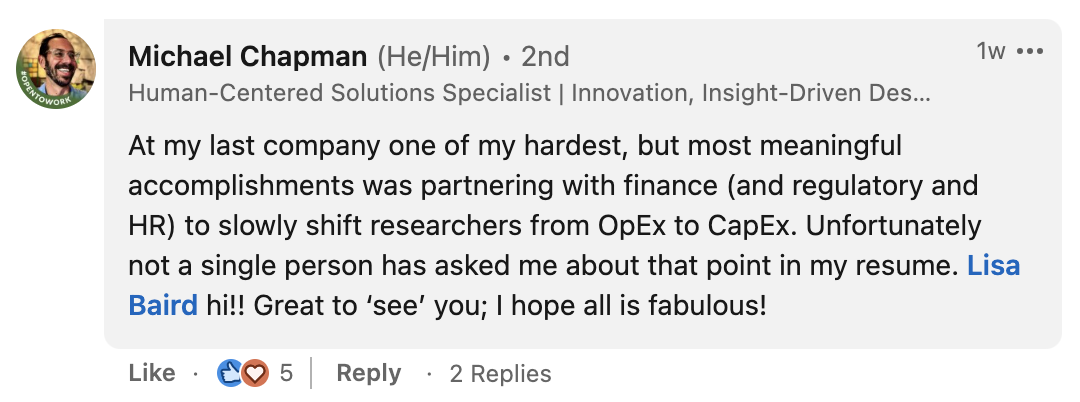 Michael Chapman (He/Him) • 2nd
1w •••
Human-Centered Solutions Specialist | Innovation, Insight-Driven Des...
#OPENTOWORK
At my last company one of my hardest, but most meaningful
accomplishments was partnering with finance (and regulatory and
HR) to slowly shift researchers from OpEx to CapEx. Unfortunately
not a single person has asked me about that point in my resume. Lisa
Baird hi!! Great to ‘see’ you; I hope all is fabulous!
Like · 5 | Reply · 2 Replies